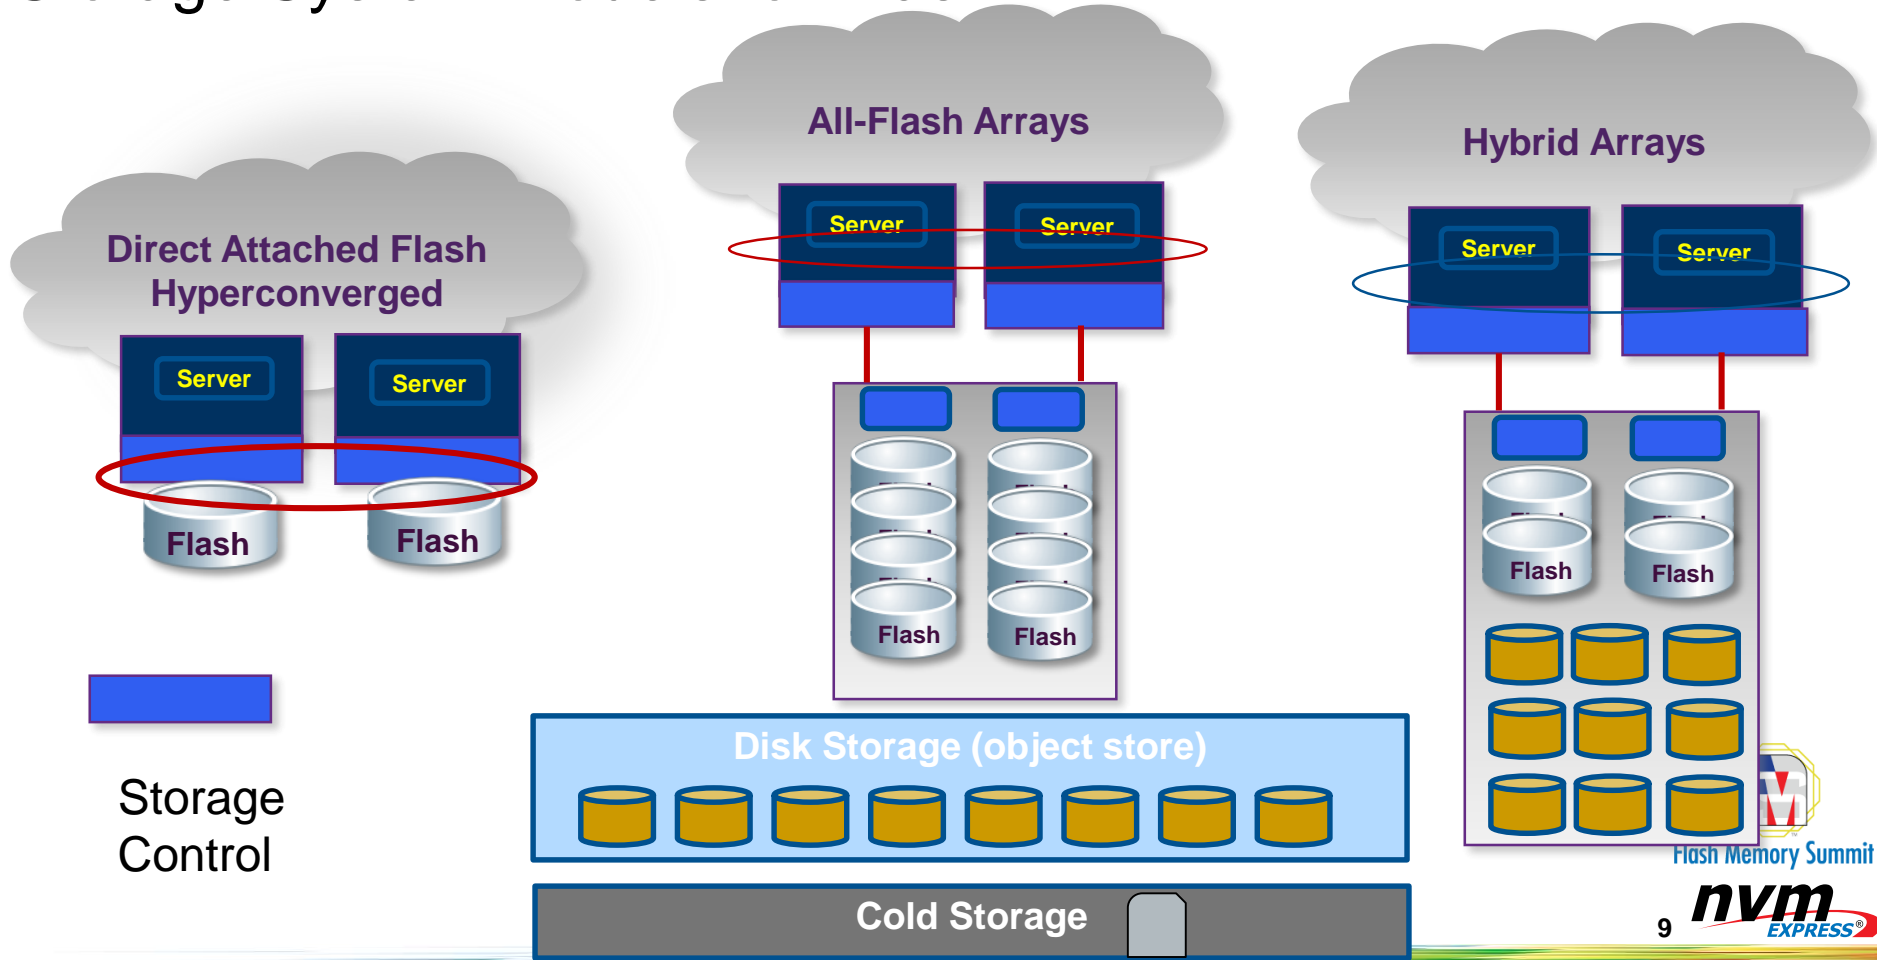 All-Flash Arrays
Hybrid Arrays
Direct Attached Flash
Hyperconverged
Server
Server
Server
Server
Server
Server
Flash
Flash
Flash
Flash
Flash
Flash
Storage
Control
Disk Storage (object store)
Cold Storage
Flash Memory Summit
9
nvm
EXPRESS®